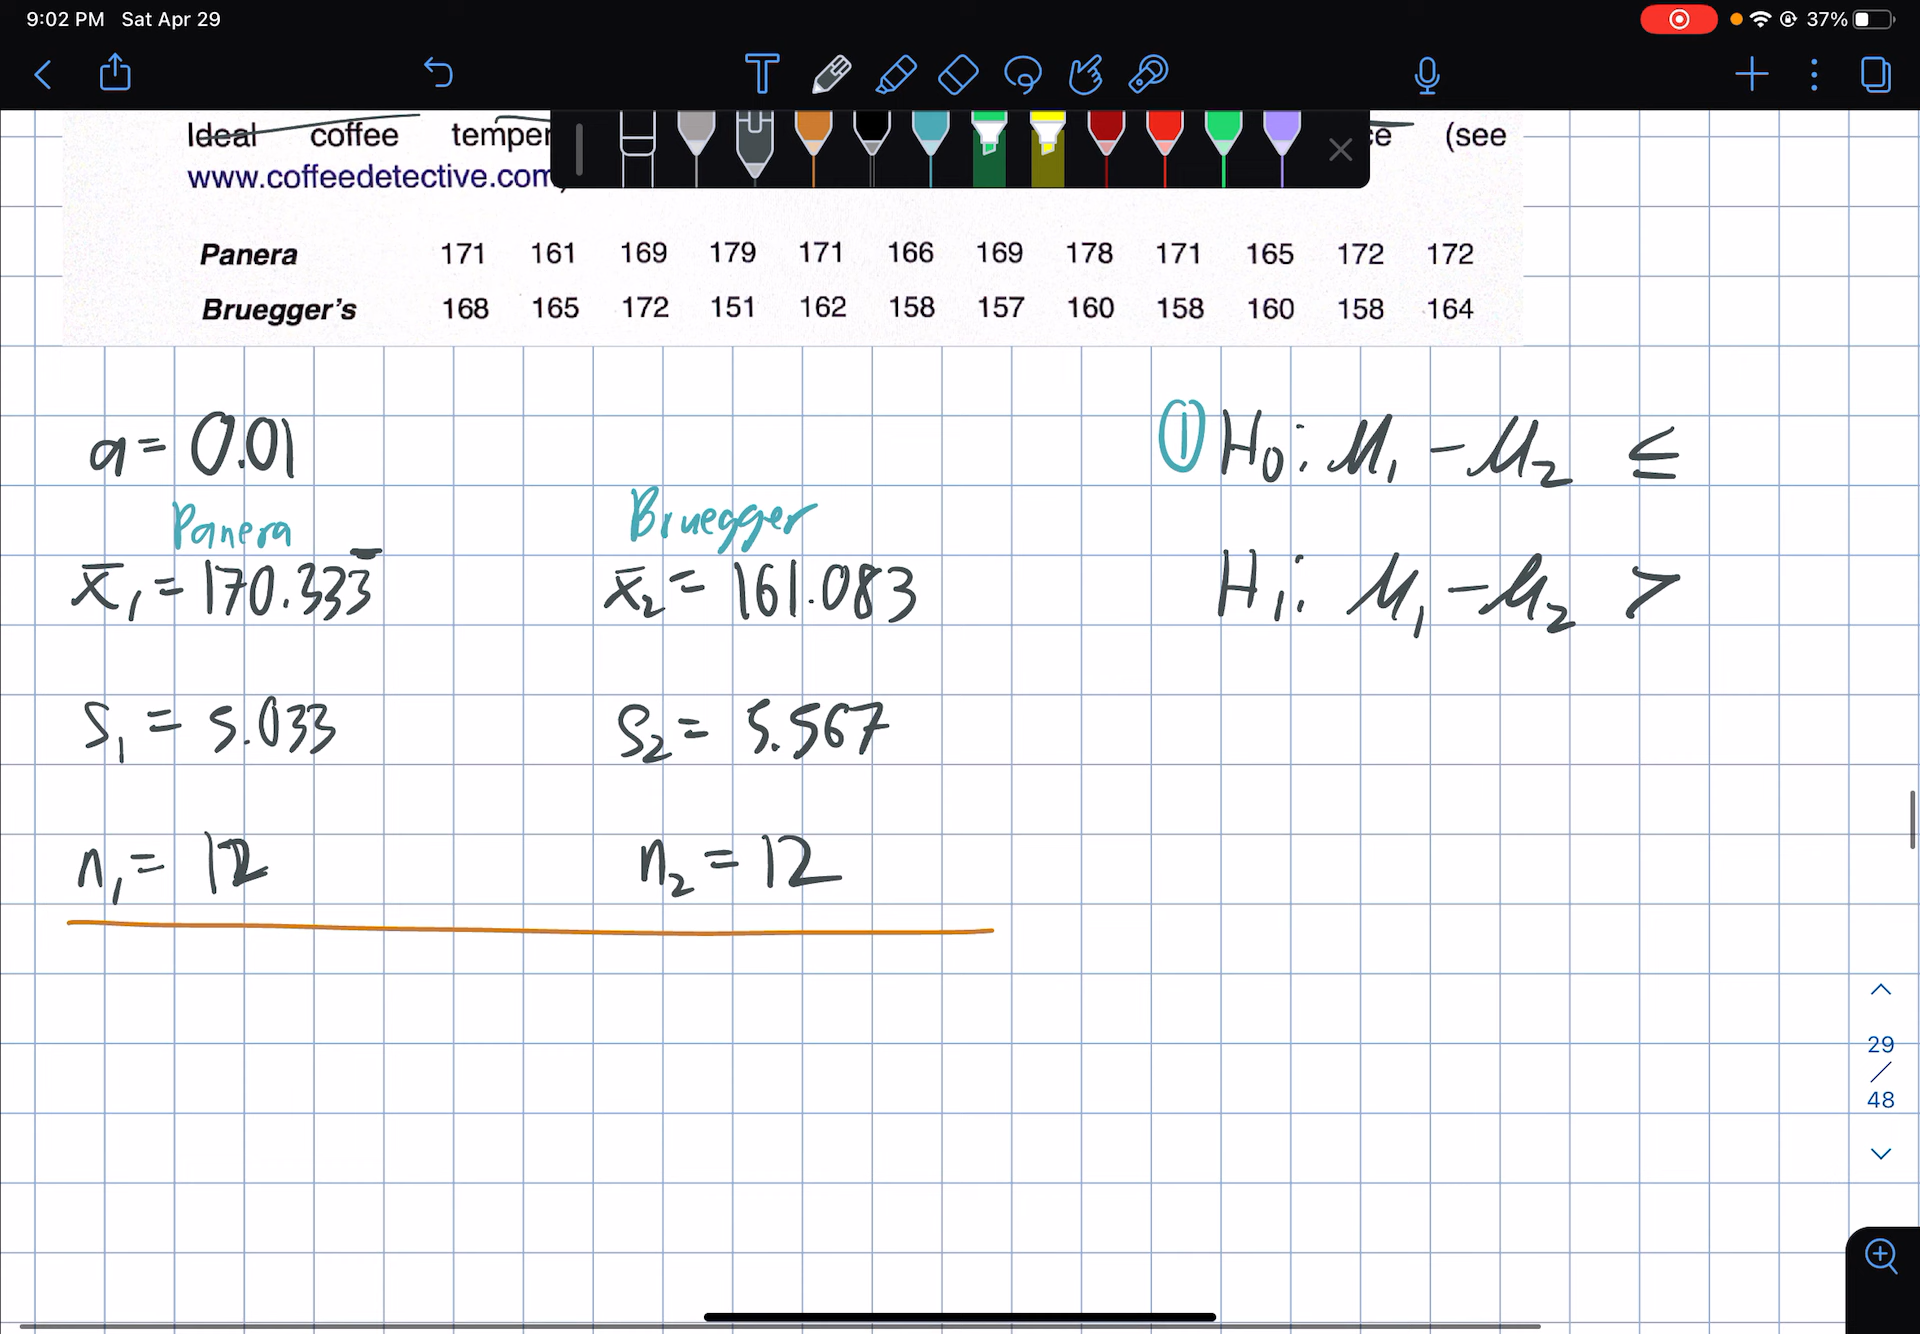 9:02 PM Sat Apr 29
37%
Ideal coffee (see
www.coffeedetective.com
Panera 171 161 169 179 171 166 169 178 171 165 172 172
Bruegger's 168 165 172 151 162 158 157 160 158 160 158 164
a = 0.01
① H₀: μ₁ - μ₂ ≤
Panera Bruegger
x̄₁ = 170.333̅ x̄₂ = 161.083
H₁: μ₁ - μ₂ >
S₁ = 5.033 S₂ = 5.567
n₁ = 12 n₂ = 12
29
/
48